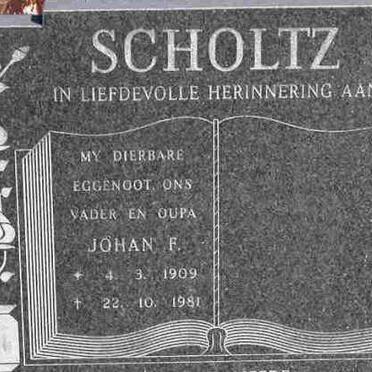 SCHOLTZ
IN LIEFDEVOLLE HERINNERING AAN
MY DIERBARE
EGGENOOT, ONS
VADER EN OUPA
JOHAN F.
* 4. 3. 1909
† 22. 10. 1981